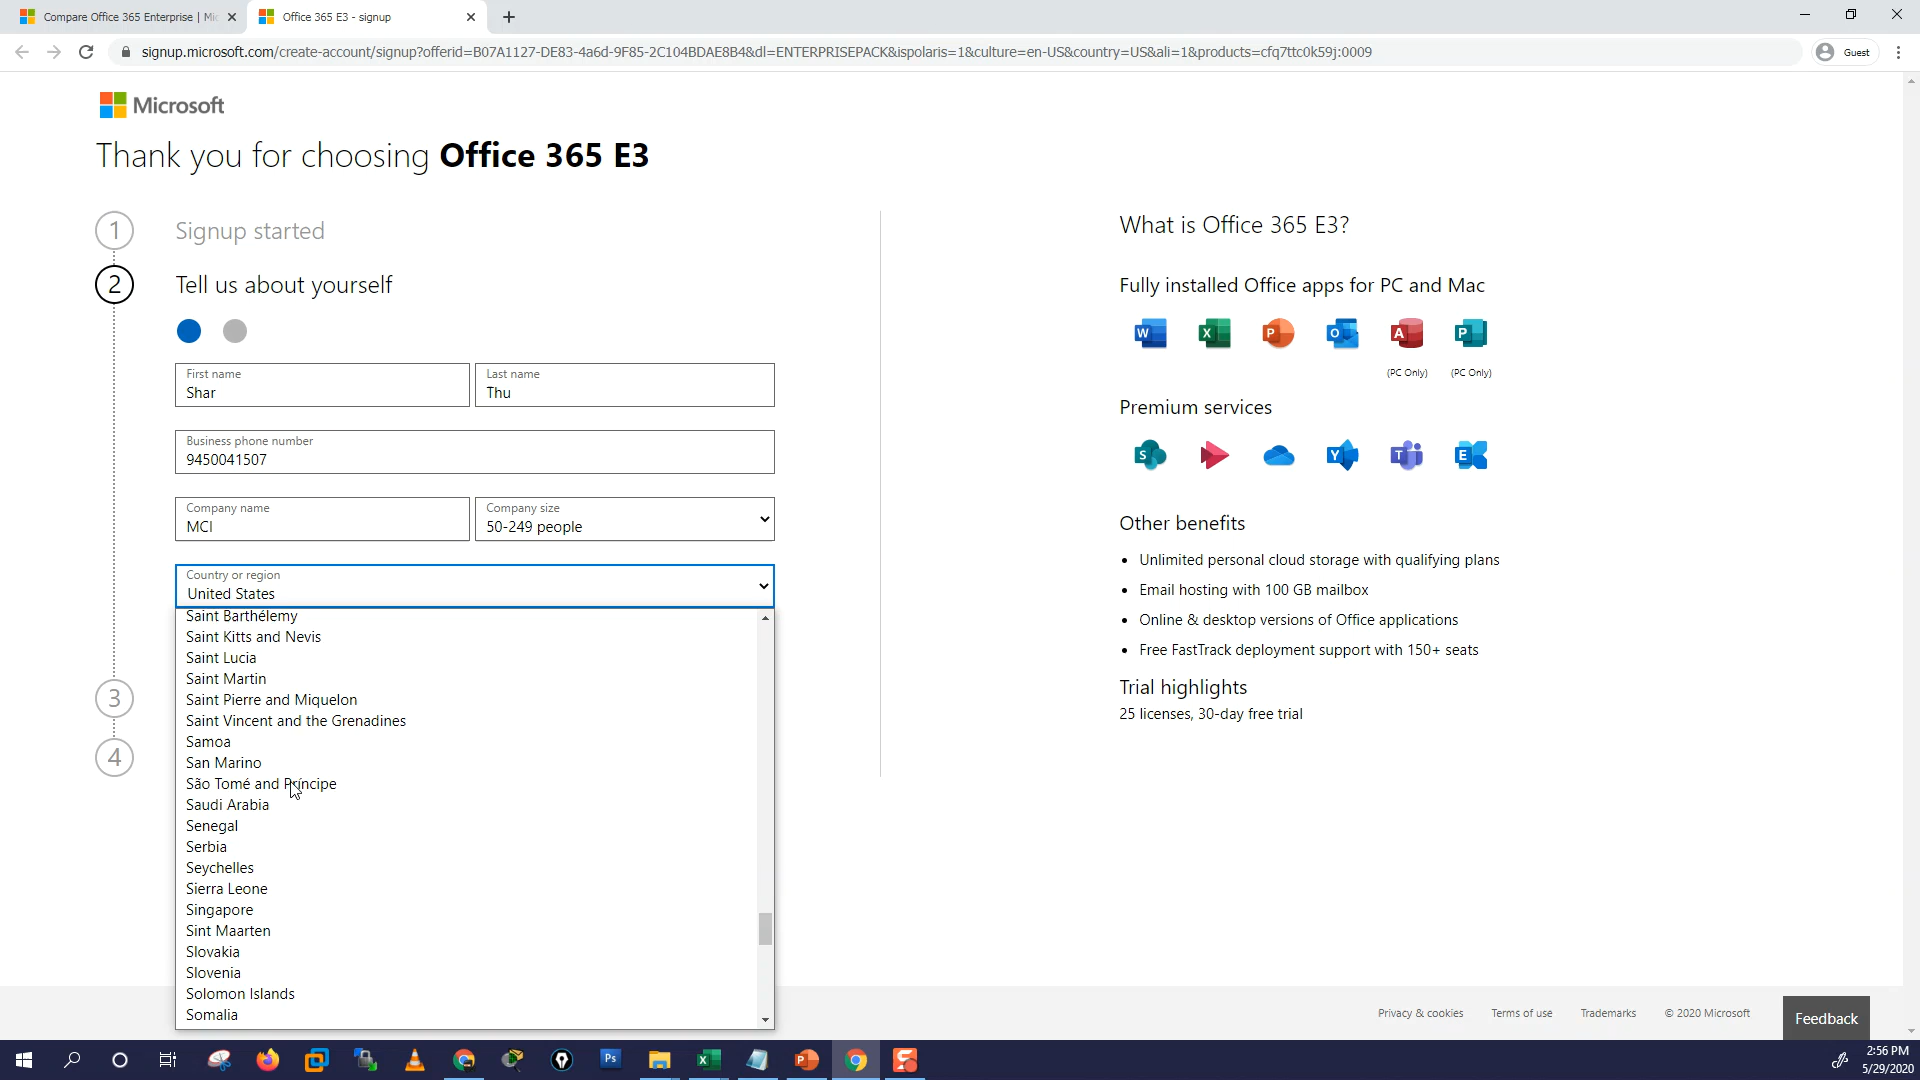 Compare Office 365 Enterprise | Mic
Office 365 E3 - signup
signup.microsoft.com/create-account/signup?offerid=B07A1127-DE83-4a6d-9F85-2C104BDAE8B4&dl=ENTERPRISEPACK&ispolaris=1&culture=en-US&country=US&ali=1&products=cfq7ttc0k59j:0009
Guest
Microsoft
Thank you for choosing Office 365 E3
1 Signup started
2 Tell us about yourself
First name
Shar
Last name
Thu
Business phone number
9450041507
Company name
MCI
Company size
50-249 people
Country or region
United States
Saint Barthélemy
Saint Kitts and Nevis
Saint Lucia
Saint Martin
Saint Pierre and Miquelon
Saint Vincent and the Grenadines
Samoa
San Marino
São Tomé and Príncipe
Saudi Arabia
Senegal
Serbia
Seychelles
Sierra Leone
Singapore
Sint Maarten
Slovakia
Slovenia
Solomon Islands
Somalia
3
4
What is Office 365 E3?
Fully installed Office apps for PC and Mac
W X P O A P
(PC Only) (PC Only)
Premium services
S Y T E
Other benefits
• Unlimited personal cloud storage with qualifying plans
• Email hosting with 100 GB mailbox
• Online & desktop versions of Office applications
• Free FastTrack deployment support with 150+ seats
Trial highlights
25 licenses, 30-day free trial
Privacy & cookies Terms of use Trademarks © 2020 Microsoft
Feedback
Ps
2:56 PM
5/29/2020